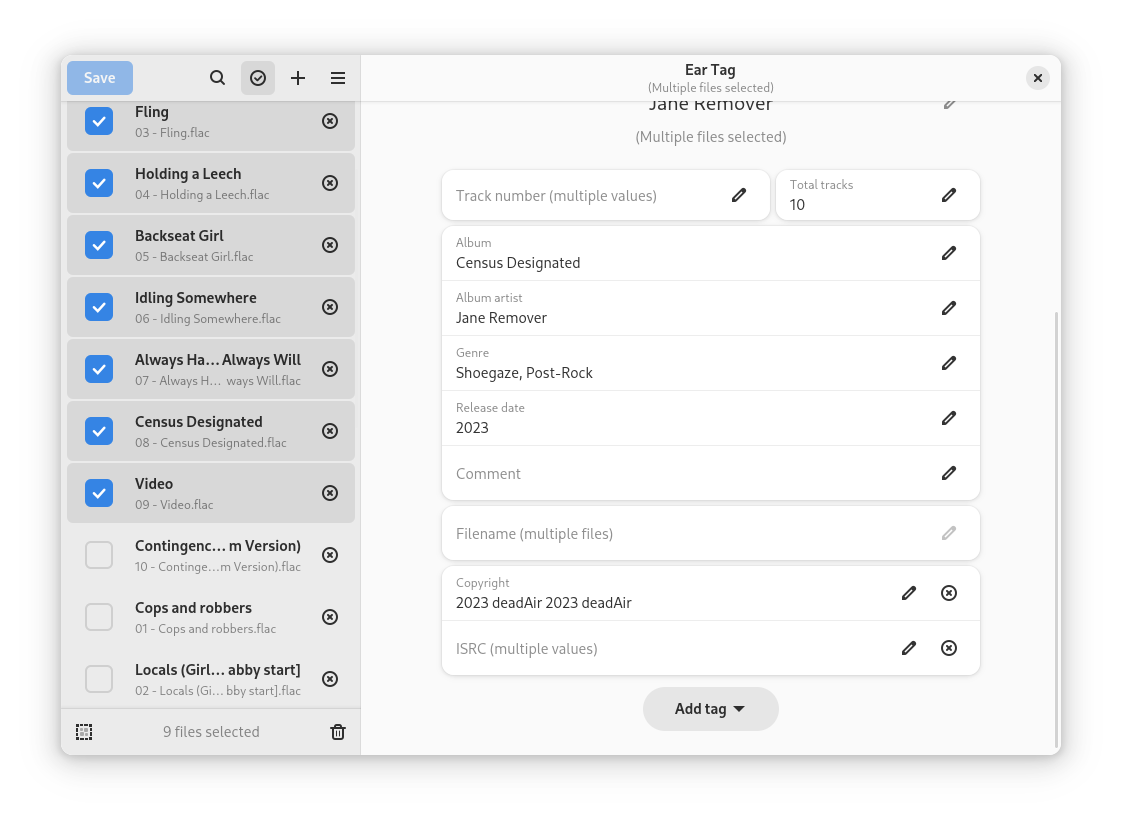 Save
Fling
03 - Fling.flac
Holding a Leech
04 - Holding a Leech.flac
Backseat Girl
05 - Backseat Girl.flac
Idling Somewhere
06 - Idling Somewhere.flac
Always Ha… Always Will
07 - Always H… ways Will.flac
Census Designated
08 - Census Designated.flac
Video
09 - Video.flac
Contingenc… m Version)
10 - Continge…m Version).flac
Cops and robbers
01 - Cops and robbers.flac
Locals (Girl… abby start]
02 - Locals (Gi… bby start].flac
9 files selected
Ear Tag
(Multiple files selected)
Jane Remover
(Multiple files selected)
Track number (multiple values)
Total tracks
10
Album
Census Designated
Album artist
Jane Remover
Genre
Shoegaze, Post-Rock
Release date
2023
Comment
Filename (multiple files)
Copyright
2023 deadAir 2023 deadAir
ISRC (multiple values)
Add tag